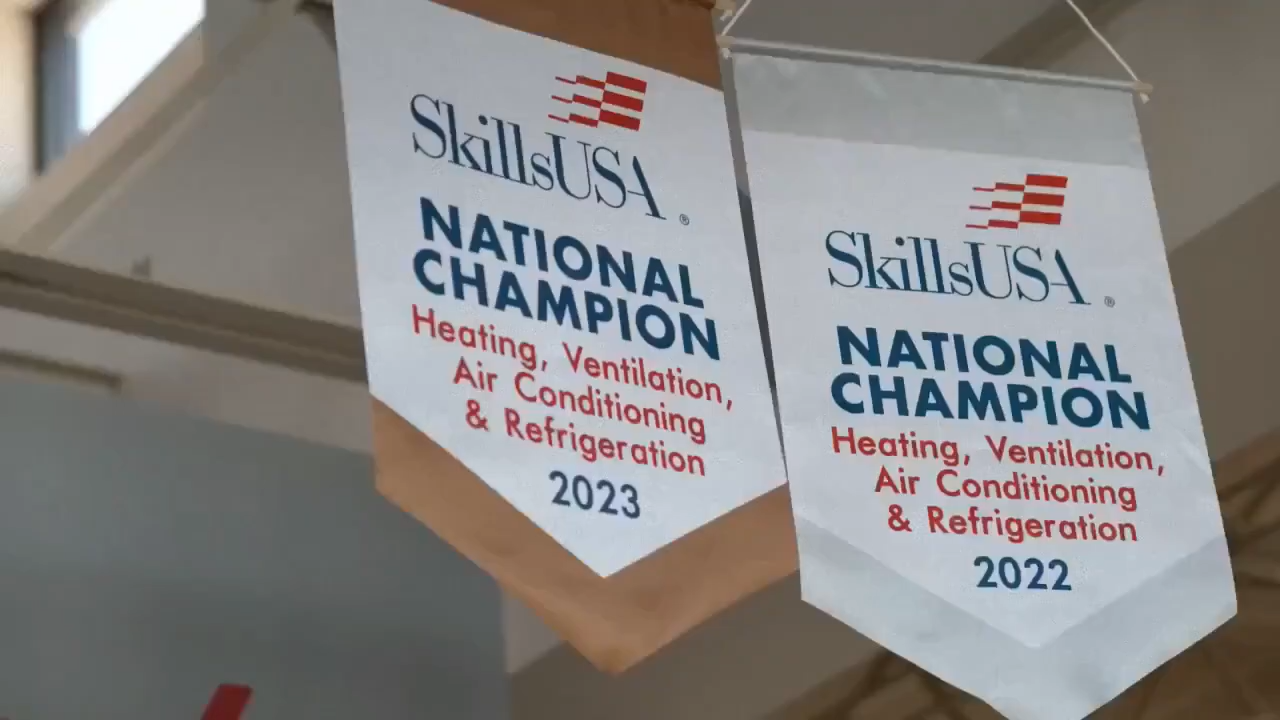 SkillsUSA®
NATIONAL
CHAMPION
Heating, Ventilation,
Air Conditioning
& Refrigeration
2023
SkillsUSA®
NATIONAL
CHAMPION
Heating, Ventilation,
Air Conditioning
& Refrigeration
2022